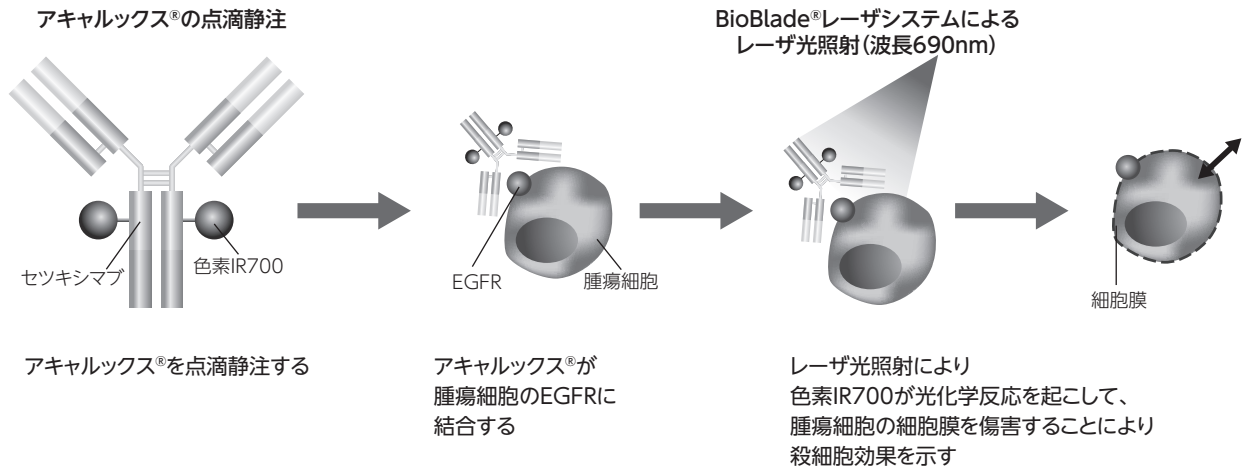 アキャルックス®の点滴静注
BioBlade®レーザシステムによる
レーザ光照射(波長690nm)
セツキシマブ
色素IR700
EGFR
腫瘍細胞
細胞膜
アキャルックス®を点滴静注する
アキャルックス®が
腫瘍細胞のEGFRに
結合する
レーザ光照射により
色素IR700が光化学反応を起こして、
腫瘍細胞の細胞膜を傷害することにより
殺細胞効果を示す